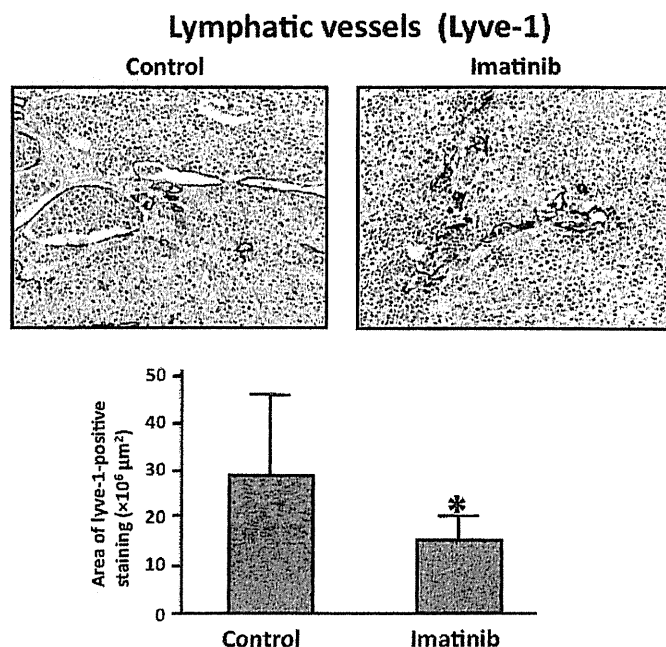 Lymphatic vessels (Lyve-1)
Control
Imatinib
Area of lyve-1-positive
staining (×10⁶ µm²)
50
40
30
20
10
0
*
Control
Imatinib